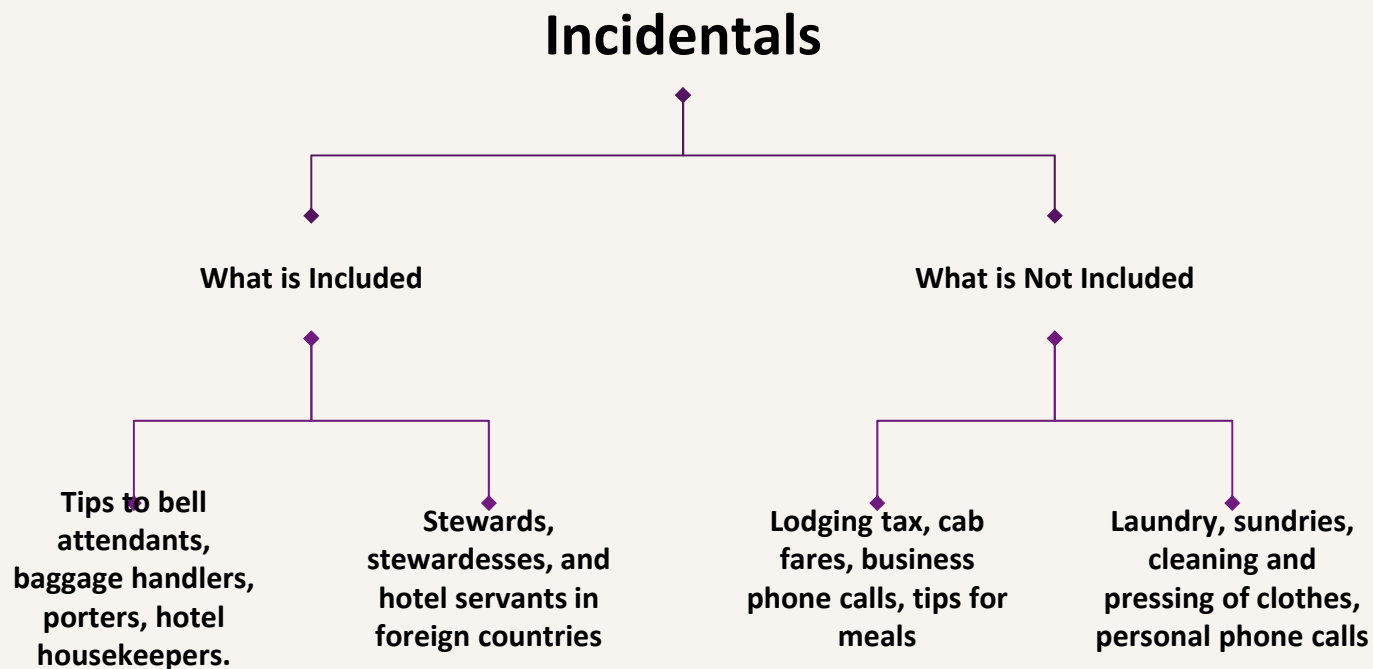 Incidentals
What is Included
What is Not Included
Tips to bell
attendants,
baggage handlers,
porters, hotel
housekeepers.
Stewards,
stewardesses, and
hotel servants in
foreign countries
Lodging tax, cab
fares, business
phone calls, tips for
meals
Laundry, sundries,
cleaning and
pressing of clothes,
personal phone calls